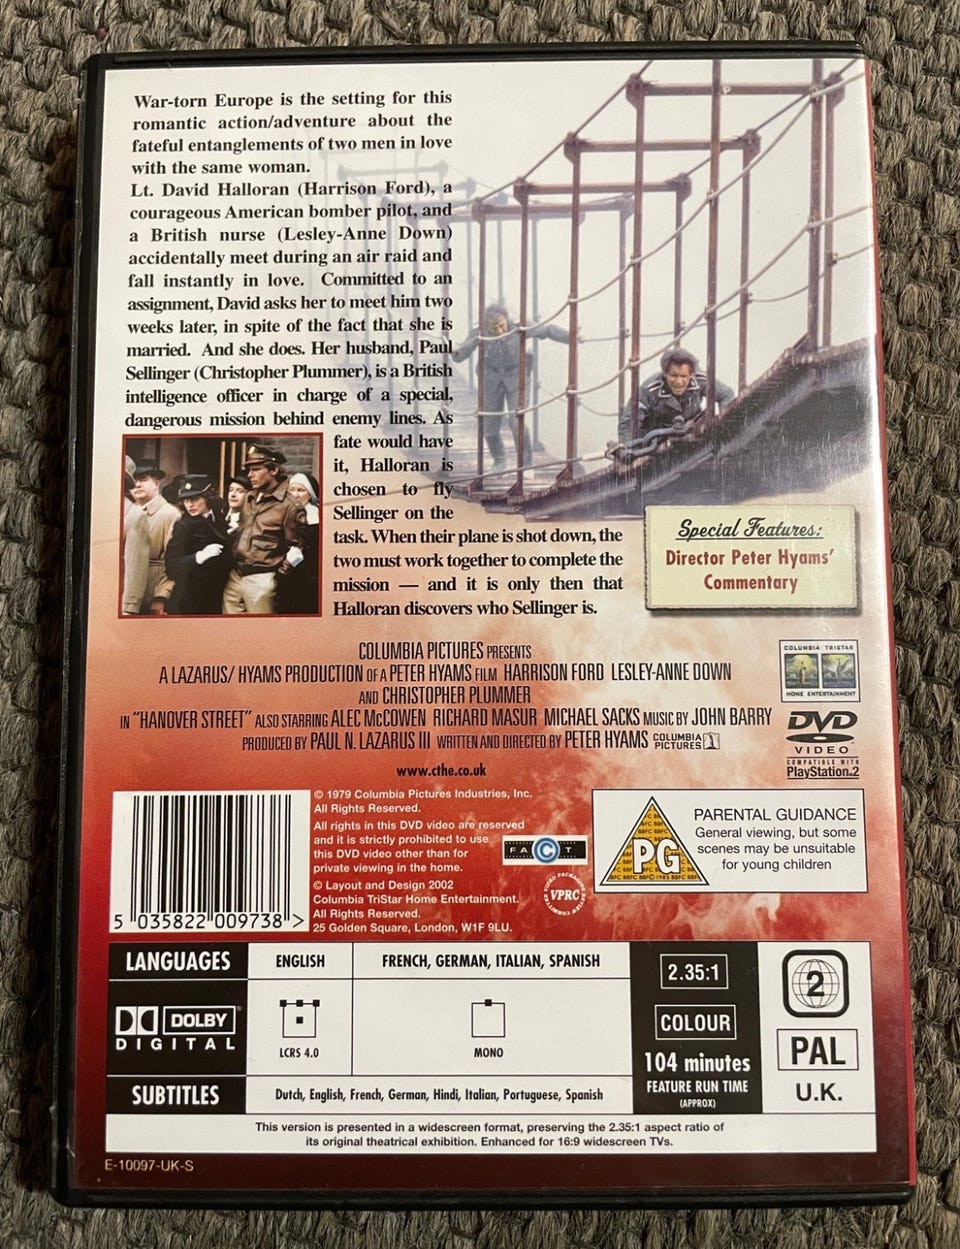 War-torn Europe is the setting for this
romantic action/adventure about the
fateful entanglements of two men in love
with the same woman.
Lt. David Halloran (Harrison Ford), a
courageous American bomber pilot, and
a British nurse (Lesley-Anne Down)
accidentally meet during an air raid and
fall instantly in love. Committed to an
assignment, David asks her to meet him two
weeks later, in spite of the fact that she is
married. And she does. Her husband, Paul
Sellinger (Christopher Plummer), is a British
intelligence officer in charge of a special,
dangerous mission behind enemy lines. As
fate would have
it, Halloran is
chosen to fly
Sellinger on the
task. When their plane is shot down, the
two must work together to complete the
mission — and it is only then that
Halloran discovers who Sellinger is.
Special Features:
Director Peter Hyams'
Commentary
COLUMBIA PICTURES PRESENTS
A LAZARUS/ HYAMS PRODUCTION OF A PETER HYAMS FILM HARRISON FORD LESLEY-ANNE DOWN
AND CHRISTOPHER PLUMMER
IN "HANOVER STREET" ALSO STARRING ALEC McCOWEN RICHARD MASUR MICHAEL SACKS MUSIC BY JOHN BARRY
PRODUCED BY PAUL N. LAZARUS III WRITTEN AND DIRECTED BY PETER HYAMS COLUMBIA PICTURES
COLUMBIA TRISTAR
HOME ENTERTAINMENT
DVD
VIDEO
COMPATIBLE WITH
PlayStation.2
www.cthe.co.uk
5 035822 009738 >
© 1979 Columbia Pictures Industries, Inc.
All Rights Reserved.
All rights in this DVD video are reserved
and it is strictly prohibited to use
this DVD video other than for
private viewing in the home.
© Layout and Design 2002
Columbia TriStar Home Entertainment.
All Rights Reserved.
25 Golden Square, London, W1F 9LU.
FACT
VIDEO PACKAGING REVIEW COMMITTEE
VPRC
PG
PARENTAL GUIDANCE
General viewing, but some
scenes may be unsuitable
for young children
LANGUAGES ENGLISH FRENCH, GERMAN, ITALIAN, SPANISH
DOLBY
DIGITAL
LCRS 4.0 MONO
SUBTITLES Dutch, English, French, German, Hindi, Italian, Portuguese, Spanish
2.35:1
COLOUR
104 minutes
FEATURE RUN TIME
(APPROX)
2
PAL
U.K.
This version is presented in a widescreen format, preserving the 2.35:1 aspect ratio of
its original theatrical exhibition. Enhanced for 16:9 widescreen TVs.
E-10097-UK-S